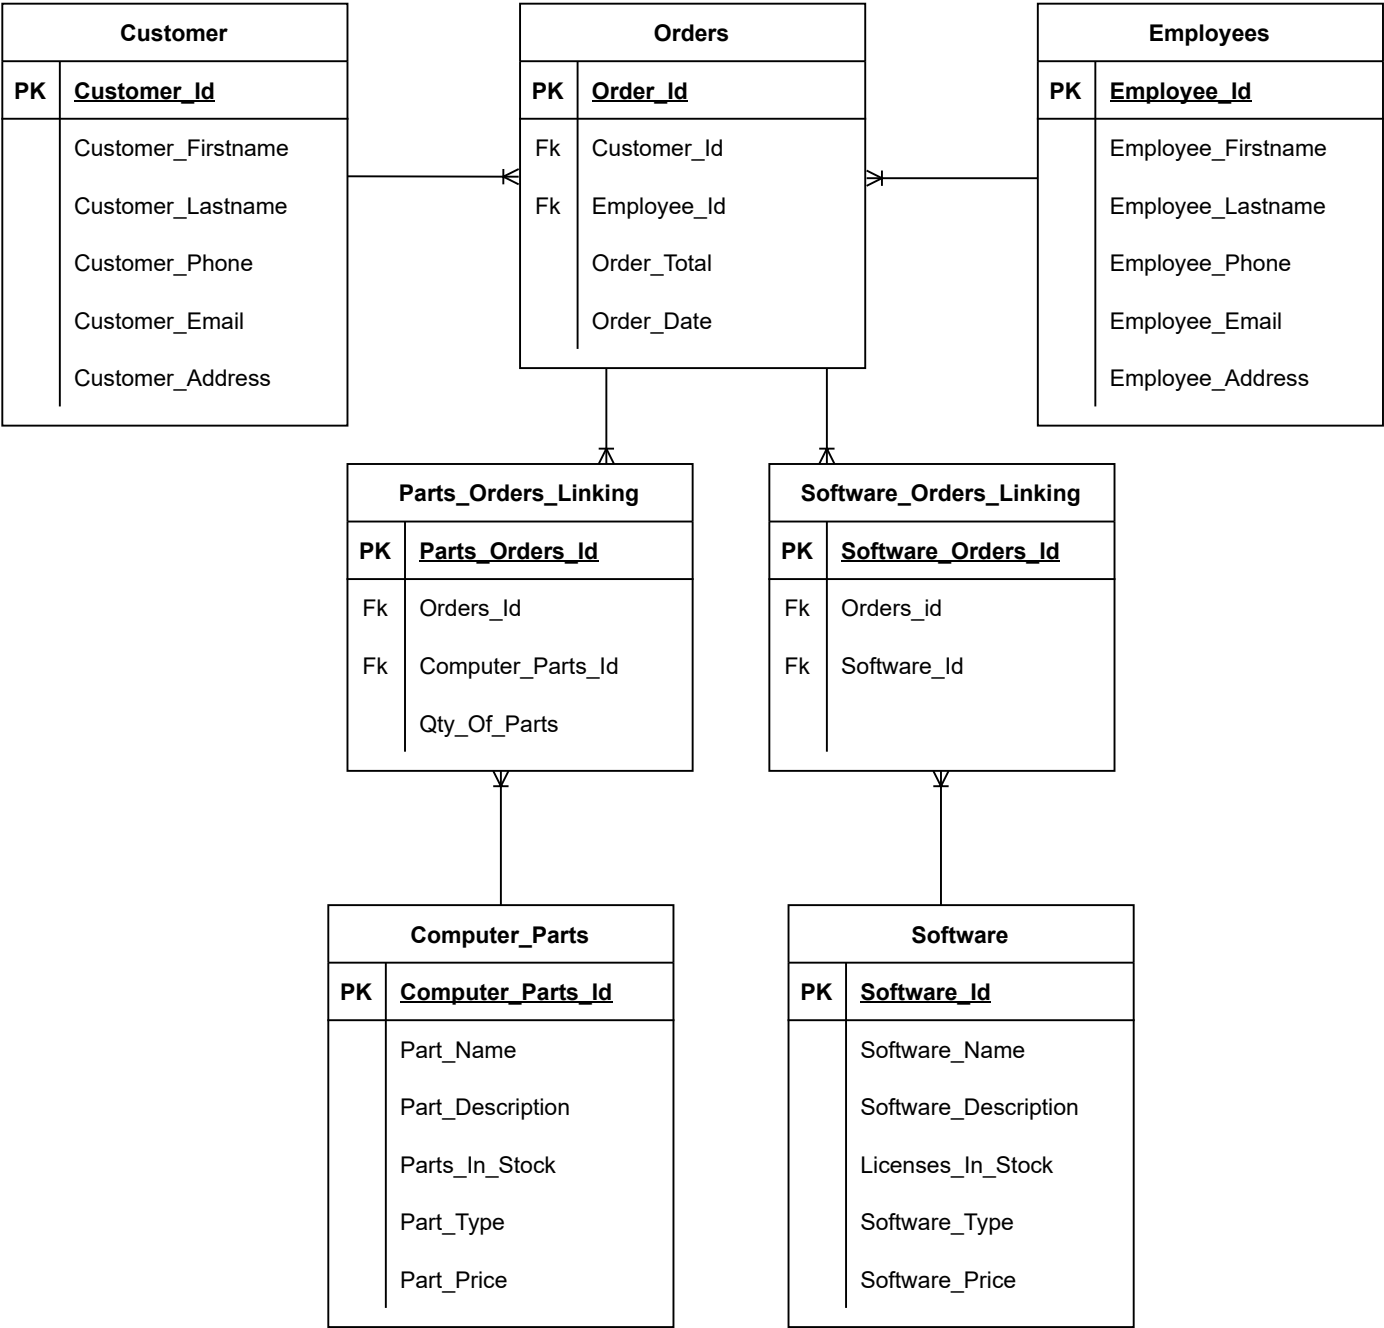 Customer
PK Customer_Id
Customer_Firstname
Customer_Lastname
Customer_Phone
Customer_Email
Customer_Address
Orders
PK Order_Id
Fk Customer_Id
Fk Employee_Id
Order_Total
Order_Date
Employees
PK Employee_Id
Employee_Firstname
Employee_Lastname
Employee_Phone
Employee_Email
Employee_Address
Parts_Orders_Linking
PK Parts_Orders_Id
Fk Orders_Id
Fk Computer_Parts_Id
Qty_Of_Parts
Software_Orders_Linking
PK Software_Orders_Id
Fk Orders_id
Fk Software_Id
Computer_Parts
PK Computer_Parts_Id
Part_Name
Part_Description
Parts_In_Stock
Part_Type
Part_Price
Software
PK Software_Id
Software_Name
Software_Description
Licenses_In_Stock
Software_Type
Software_Price